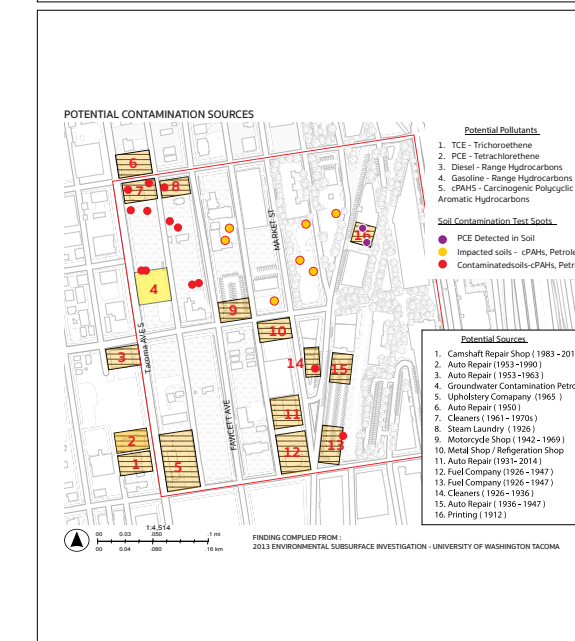 POTENTIAL CONTAMINATION SOURCES
Potential Pollutants
1. TCE - Trichoroethene
2. PCE - Tetrachlorethene
3. Diesel - Range Hydrocarbons
4. Gasoline - Range Hydrocarbons
5. cPAHS - Carcinogenic Polycyclic
Aromatic Hydrocarbons
Soil Contamination Test Spots
PCE Detected in Soil
Impacted soils - cPAHs, Petrole
Contaminatedsoils-cPAHs, Petr
6
7
8
16
MARKET ST
4
9
10
Tacoma AVE S
3
14
15
FAWCETT AVE
11
2
1
5
12
13
Potential Sources
1. Camshaft Repair Shop ( 1983 - 201
2. Auto Repair (1953 -1990 )
3. Auto Repair ( 1953 -1963 )
4. Groundwater Contamination Petro
5. Upholstery Comapany (1965 )
6. Auto Repair ( 1950 )
7. Cleaners ( 1961 - 1970s )
8. Steam Laundry ( 1926 )
9. Motorcycle Shop ( 1942 - 1969 )
10. Metal Shop / Refigeration Shop
11. Auto Repair (1931- 2014 )
12. Fuel Company (1926 - 1947 )
13. Fuel Company (1926 - 1947 )
14. Cleaners ( 1926 - 1936 )
15. Auto Repair ( 1936 - 1947 )
16. Printing ( 1912 )
1:4,514
00 0.03 .050 .1 mi
00 0.04 .080 .16 km
FINDING COMPLIED FROM :
2013 ENVIRONMENTAL SUBSURFACE INVESTIGATION - UNIVERSITY OF WASHINGTON TACOMA